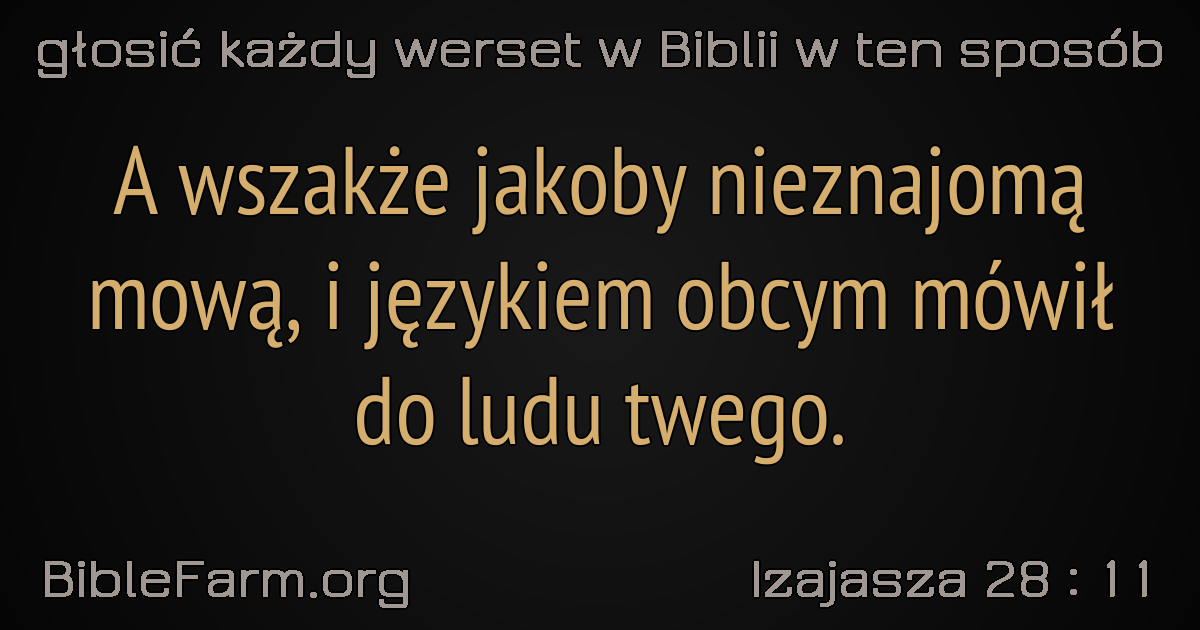 głosić każdy werset w Biblii w ten sposób
A wszakże jakoby nieznajomą
mową, i językiem obcym mówił
do ludu twego.
BibleFarm.org
Izajasza 28 : 11